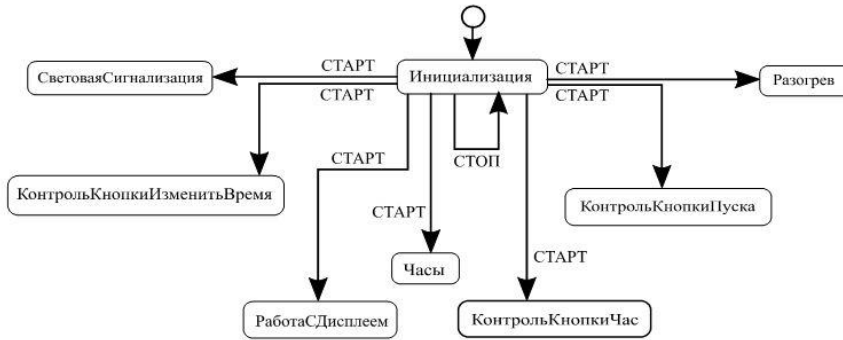 СТАРТ
СТАРТ
СветоваяСигнализация
Инициализация
Разогрев
СТАРТ
СТАРТ
СТАРТ
СТОП
КонтрольКнопкиИзменитьВремя
КонтрольКнопкиПуска
СТАРТ
СТАРТ
Часы
РаботаСДисплеем
КонтрольКнопкиЧас